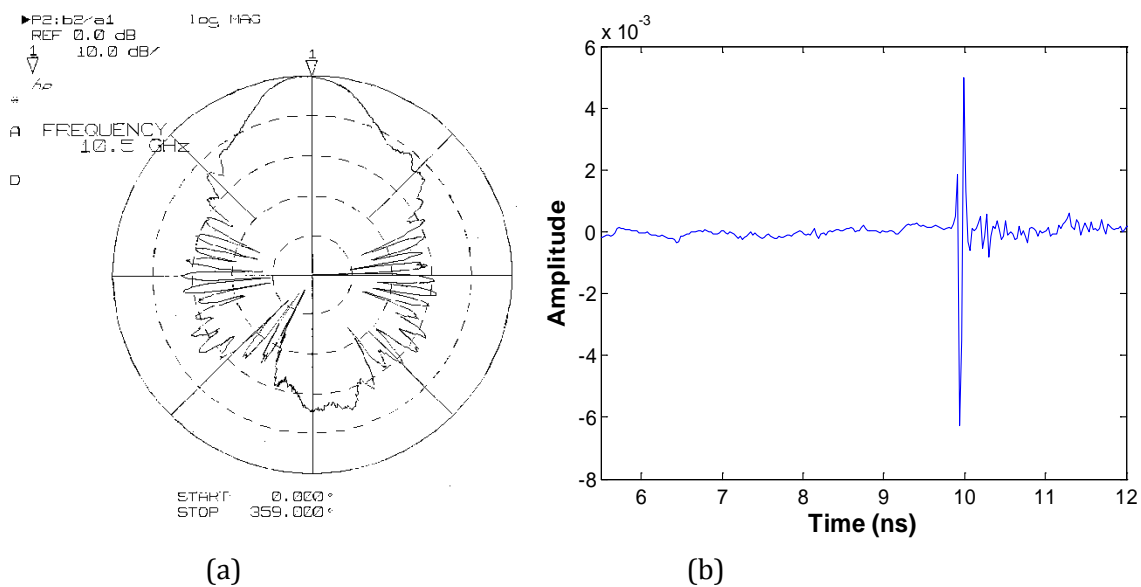 ▶P2:b2/a1 log MAG
REF 0.0 dB
1 10.0 dB/
hp
*
A FREQUENCY
10.5 GHz
D
1
START 0.000°
STOP 359.000°
(a)
x 10⁻³
6
4
2
0
-2
-4
-6
-8
Amplitude
6 7 8 9 10 11 12
Time (ns)
(b)